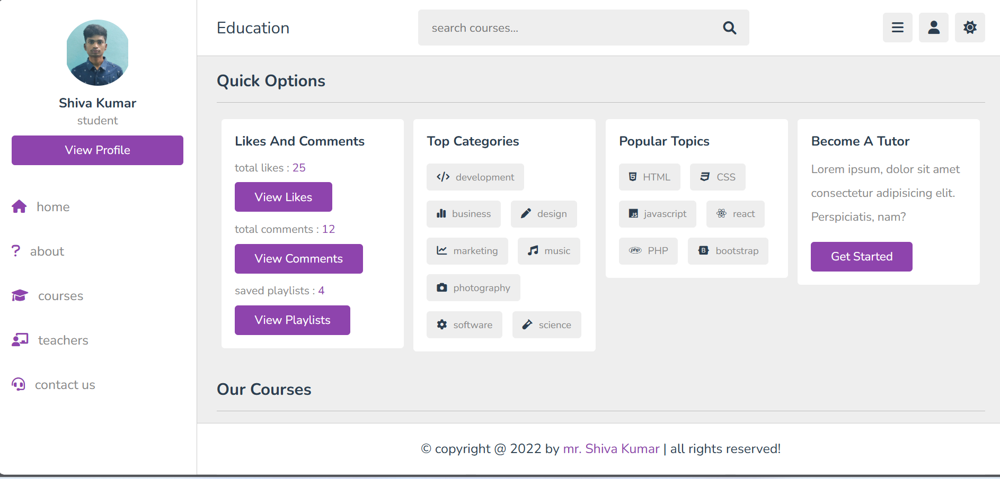 Shiva Kumar
student
View Profile
home
about
courses
teachers
contact us
Education
search courses...
Quick Options
Likes And Comments
total likes : 25
View Likes
total comments : 12
View Comments
saved playlists : 4
View Playlists
Top Categories
development
business design
marketing music
photography
software science
Popular Topics
HTML CSS
JS javascript react
php PHP B bootstrap
Become A Tutor
Lorem ipsum, dolor sit amet
consectetur adipisicing elit.
Perspiciatis, nam?
Get Started
Our Courses
© copyright @ 2022 by mr. Shiva Kumar | all rights reserved!